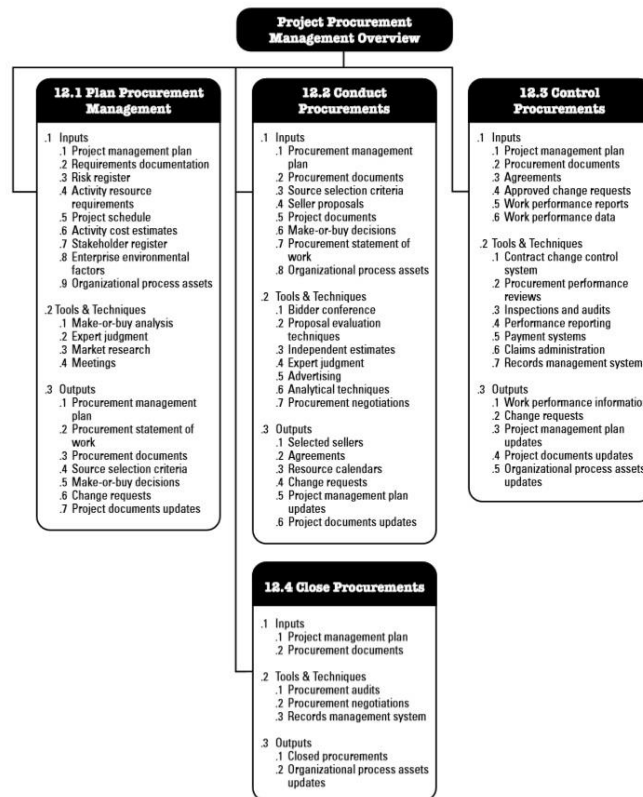 Project Procurement
Management Overview
12.1 Plan Procurement
Management
.1 Inputs
.1 Project management plan
.2 Requirements documentation
.3 Risk register
.4 Activity resource
requirements
.5 Project schedule
.6 Activity cost estimates
.7 Stakeholder register
.8 Enterprise environmental
factors
.9 Organizational process assets
.2 Tools & Techniques
.1 Make-or-buy analysis
.2 Expert judgment
.3 Market research
.4 Meetings
.3 Outputs
.1 Procurement management
plan
.2 Procurement statement of
work
.3 Procurement documents
.4 Source selection criteria
.5 Make-or-buy decisions
.6 Change requests
.7 Project documents updates
12.2 Conduct
Procurements
.1 Inputs
.1 Procurement management
plan
.2 Procurement documents
.3 Source selection criteria
.4 Seller proposals
.5 Project documents
.6 Make-or-buy decisions
.7 Procurement statement of
work
.8 Organizational process assets
.2 Tools & Techniques
.1 Bidder conference
.2 Proposal evaluation
techniques
.3 Independent estimates
.4 Expert judgment
.5 Advertising
.6 Analytical techniques
.7 Procurement negotiations
.3 Outputs
.1 Selected sellers
.2 Agreements
.3 Resource calendars
.4 Change requests
.5 Project management plan
updates
.6 Project documents updates
12.3 Control
Procurements
.1 Inputs
.1 Project management plan
.2 Procurement documents
.3 Agreements
.4 Approved change requests
.5 Work performance reports
.6 Work performance data
.2 Tools & Techniques
.1 Contract change control
system
.2 Procurement performance
reviews
.3 Inspections and audits
.4 Performance reporting
.5 Payment systems
.6 Claims administration
.7 Records management system
.3 Outputs
.1 Work performance information
.2 Change requests
.3 Project management plan
updates
.4 Project documents updates
.5 Organizational process assets
updates
12.4 Close Procurements
.1 Inputs
.1 Project management plan
.2 Procurement documents
.2 Tools & Techniques
.1 Procurement audits
.2 Procurement negotiations
.3 Records management system
.3 Outputs
.1 Closed procurements
.2 Organizational process assets
updates